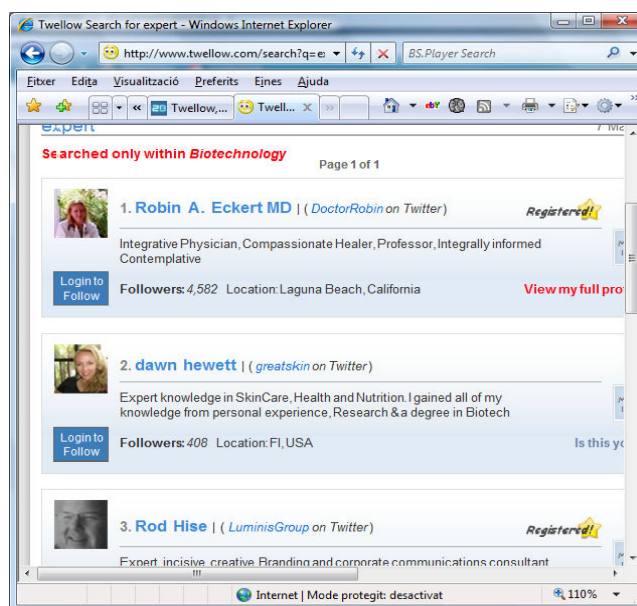 Twellow Search for expert - Windows Internet Explorer
http://www.twellow.com/search?q=e
BS.Player Search
Fitxer Edita Visualització Preferits Eines Ajuda
Twellow,... Twell...
expert 7 Ma
Searched only within Biotechnology
Page 1 of 1
1. Robin A. Eckert MD | ( DoctorRobin on Twitter)
Registered!
Integrative Physician, Compassionate Healer, Professor, Integrally informed
Contemplative
Login to
Follow
Followers: 4,582 Location: Laguna Beach, California
View my full pro
2. dawn hewett | ( greatskin on Twitter)
Expert knowledge in SkinCare, Health and Nutrition. I gained all of my
knowledge from personal experience, Research & a degree in Biotech
Login to
Follow
Followers: 408 Location: Fl, USA
Is this yo
3. Rod Hise | ( LuminisGroup on Twitter)
Registered!
Expert, incisive, creative Branding and corporate communications consultant
Internet | Mode protegit: desactivat
110%